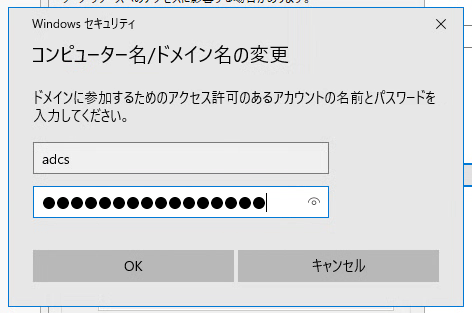 Windows セキュリティ
コンピューター名/ドメイン名の変更
ドメインに参加するためのアクセス許可のあるアカウントの名前とパスワードを
入力してください。
adcs
●●●●●●●●●●●●●●●●
OK
キャンセル